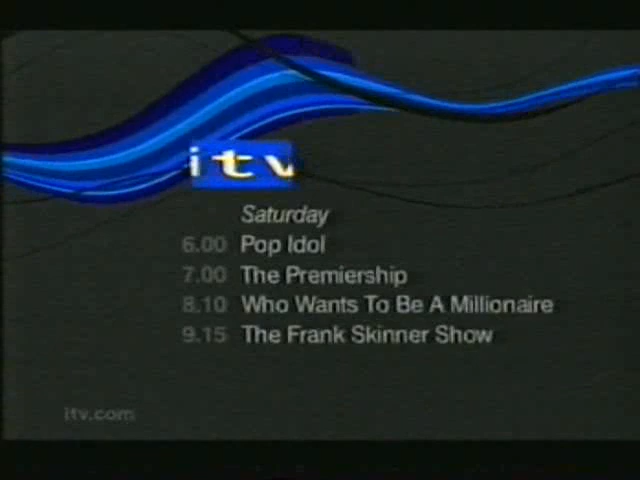 itv
Saturday
6.00 Pop Idol
7.00 The Premiership
8.10 Who Wants To Be A Millionaire
9.15 The Frank Skinner Show
itv.com